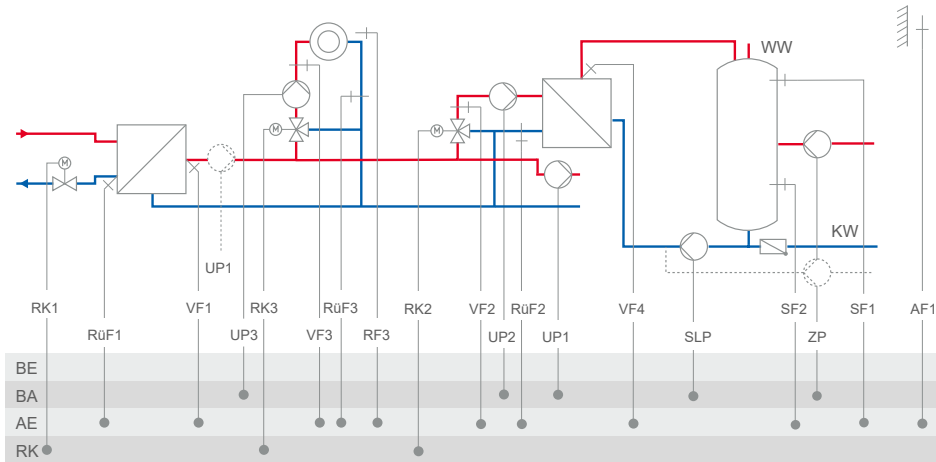 WW
M
M
M
KW
UP1
RK1
VF1
RK3
RüF3
RK2
VF2
RüF2
VF4
SF2
SF1
AF1
RüF1
UP3
VF3
RF3
UP2
UP1
SLP
ZP
BE
BA
AE
RK